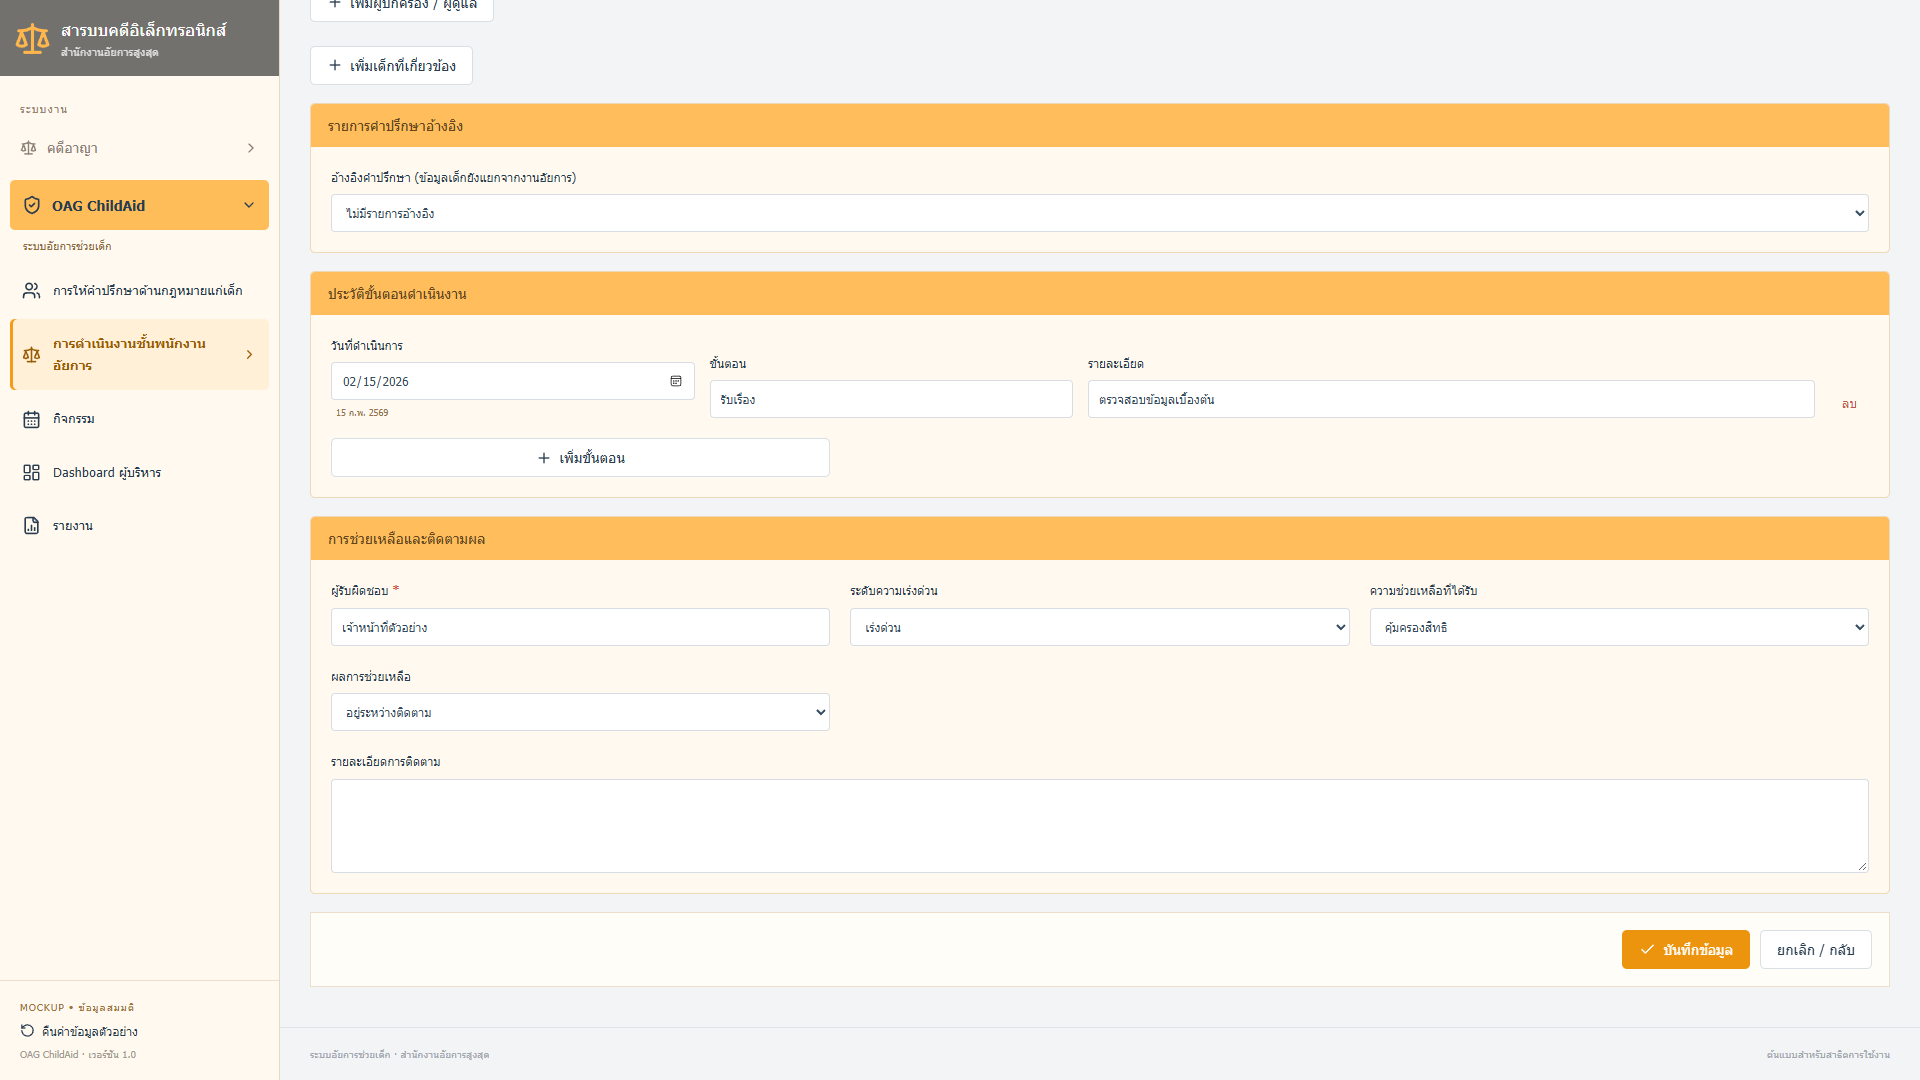 สารบบคดีอิเล็กทรอนิกส์
สำนักงานอัยการสูงสุด
ระบบงาน
คดีอาญา
OAG ChildAid
ระบบอัยการช่วยเด็ก
การให้คำปรึกษาด้านกฎหมายแก่เด็ก
การดำเนินงานชั้นพนักงาน
อัยการ
กิจกรรม
Dashboard ผู้บริหาร
รายงาน
MOCKUP • ข้อมูลสมมติ
คืนค่าข้อมูลตัวอย่าง
OAG ChildAid · เวอร์ชัน 1.0
+ เพิ่มผู้ปกครอง / ผู้ดูแล
+ เพิ่มเด็กที่เกี่ยวข้อง
รายการคำปรึกษาอ้างอิง
อ้างอิงคำปรึกษา (ข้อมูลเด็กยังแยกจากงานอัยการ)
ไม่มีรายการอ้างอิง
ประวัติขั้นตอนดำเนินงาน
วันที่ดำเนินการ
02/15/2026
15 ก.พ. 2569
ขั้นตอน
รับเรื่อง
รายละเอียด
ตรวจสอบข้อมูลเบื้องต้น
ลบ
+ เพิ่มขั้นตอน
การช่วยเหลือและติดตามผล
ผู้รับผิดชอบ *
เจ้าหน้าที่ตัวอย่าง
ระดับความเร่งด่วน
เร่งด่วน
ความช่วยเหลือที่ได้รับ
คุ้มครองสิทธิ
ผลการช่วยเหลือ
อยู่ระหว่างติดตาม
รายละเอียดการติดตาม
บันทึกข้อมูล
ยกเลิก / กลับ
ระบบอัยการช่วยเด็ก · สำนักงานอัยการสูงสุด
ต้นแบบสำหรับสาธิตการใช้งาน